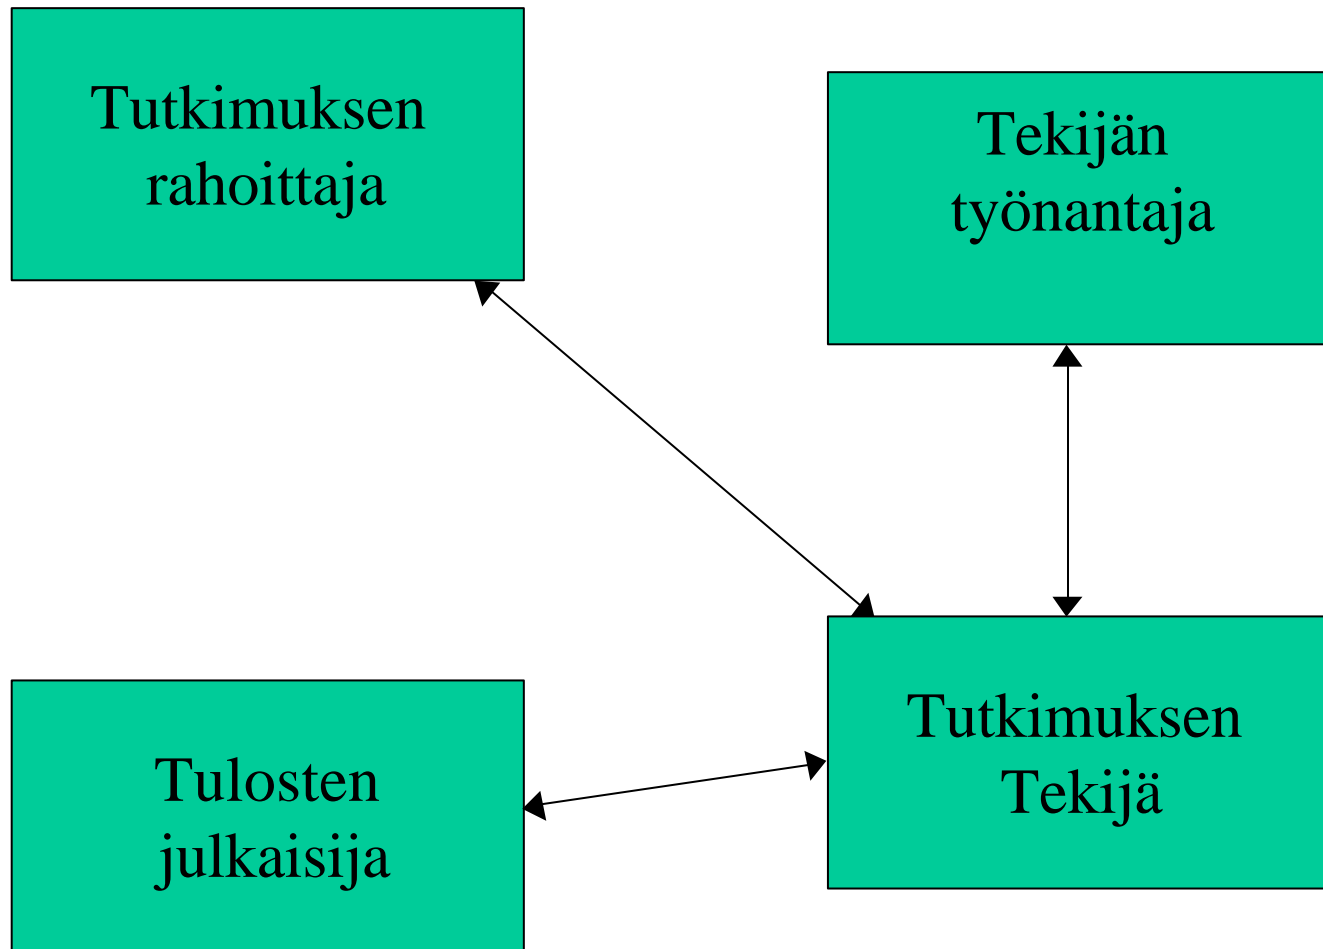 Tutkimuksen
rahoittaja
Tekijän
työnantaja
Tulosten
julkaisija
Tutkimuksen
Tekijä